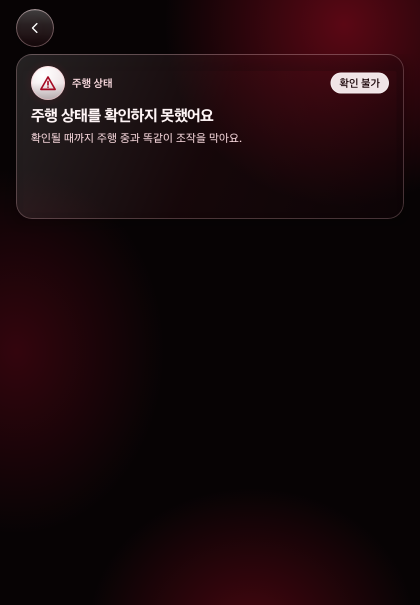 주행 상태
확인 불가
주행 상태를 확인하지 못했어요
확인될 때까지 주행 중과 똑같이 조작을 막아요.